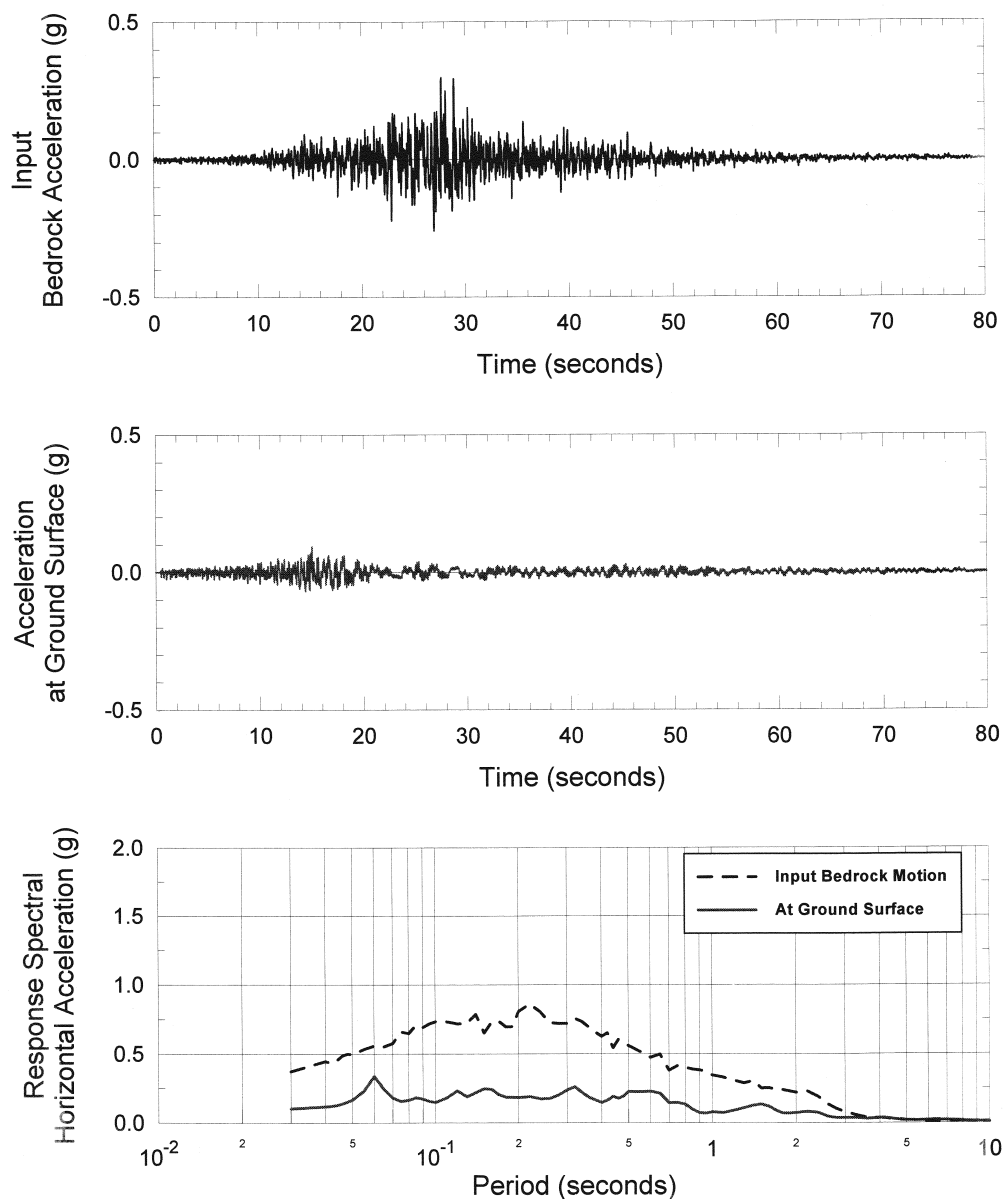 Input
Bedrock Acceleration (g)
0.5
0.0
-0.5
0 10 20 30 40 50 60 70 80
Time (seconds)
Acceleration
at Ground Surface (g)
0.5
0.0
-0.5
0 10 20 30 40 50 60 70 80
Time (seconds)
Response Spectral
Horizontal Acceleration (g)
2.0
1.5
1.0
0.5
0.0
Input Bedrock Motion
At Ground Surface
10-2 2 5 10-1 2 5 1 2 5 10
Period (seconds)